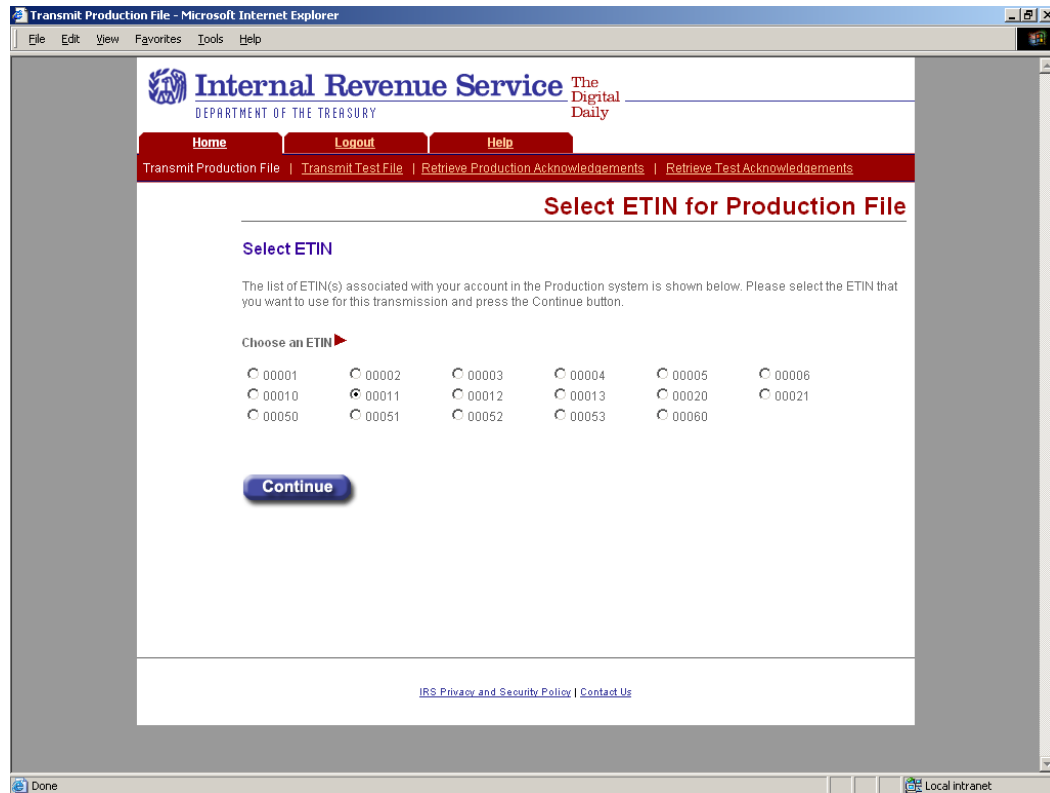 Transmit Production File - Microsoft Internet Explorer
File Edit View Favorites Tools Help
Internal Revenue Service The Digital Daily
DEPARTMENT OF THE TREASURY
Home Logout Help
Transmit Production File | Transmit Test File | Retrieve Production Acknowledgements | Retrieve Test Acknowledgements
Select ETIN for Production File
Select ETIN
The list of ETIN(s) associated with your account in the Production system is shown below. Please select the ETIN that
you want to use for this transmission and press the Continue button.
Choose an ETIN
00001 00002 00003 00004 00005 00006
00010 00011 00012 00013 00020 00021
00050 00051 00052 00053 00060
Continue
IRS Privacy and Security Policy | Contact Us
Done Local intranet